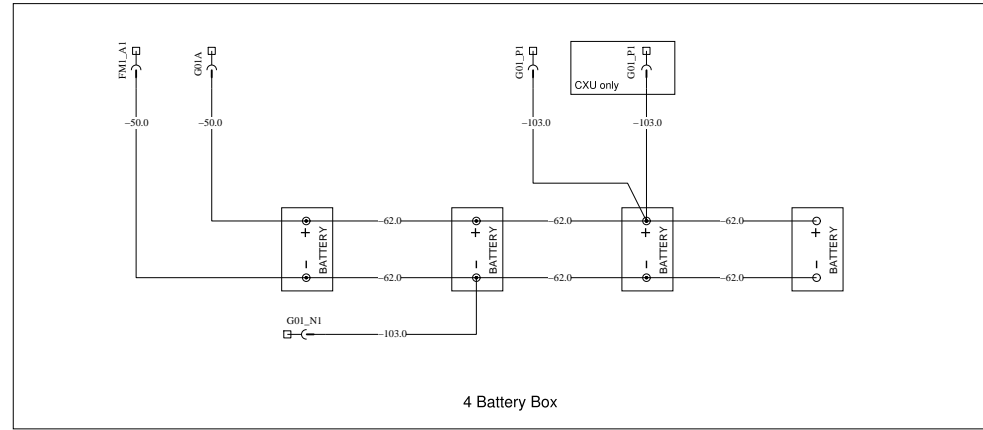 FM1_A1
G01A
G01_P1
G01_P1
CXU only
–50.0
–50.0
–103.0
–103.0
–62.0
–62.0
–62.0
+
+
+
+
BATTERY
BATTERY
BATTERY
BATTERY
–
–
–
–
–62.0
–62.0
–62.0
G01_N1
–103.0
4 Battery Box